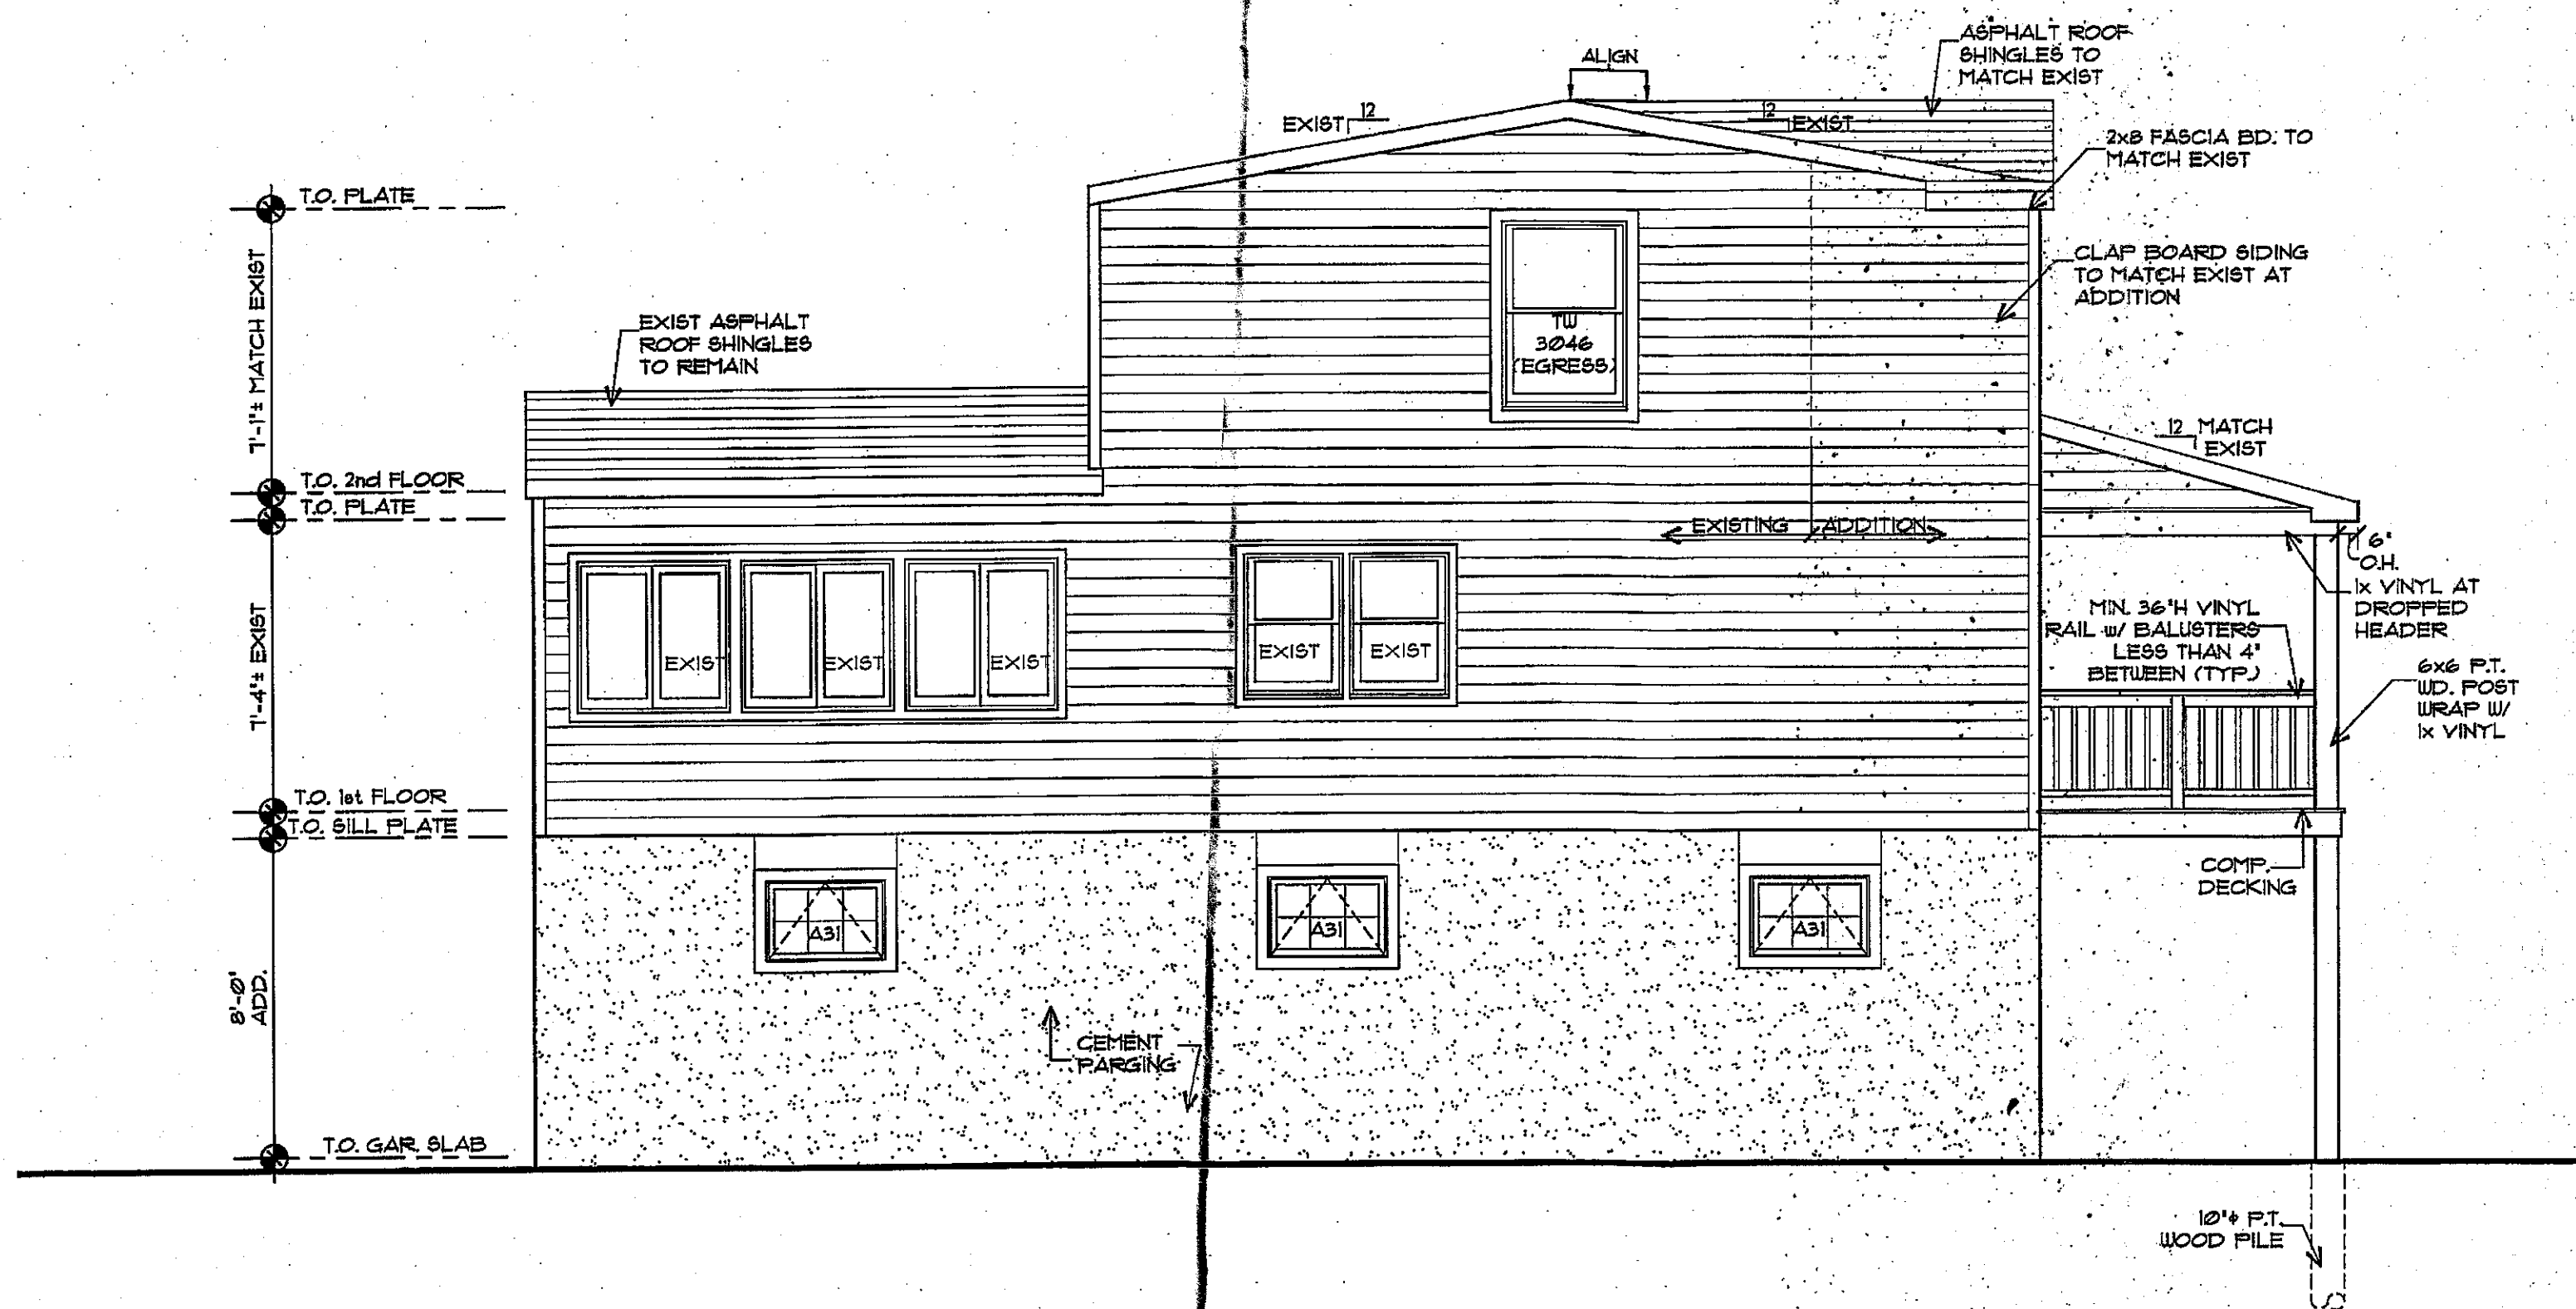 ALIGN
ASPHALT ROOF
SHINGLES TO
MATCH EXIST
EXIST 12
12 EXIST
2x8 FASCIA BD. TO
MATCH EXIST
T.O. PLATE
CLAP BOARD SIDING
TO MATCH EXIST AT
ADDITION
7'-1"± MATCH EXIST
EXIST ASPHALT
ROOF SHINGLES
TO REMAIN
TW
3046
(EGRESS)
12 MATCH
EXIST
T.O. 2nd FLOOR
T.O. PLATE
EXISTING ADDITION
6"
O.H.
1x VINYL AT
DROPPED
HEADER
MIN. 36"H VINYL
RAIL w/ BALUSTERS
LESS THAN 4"
BETWEEN (TYP.)
7'-4"± EXIST
EXIST
EXIST
EXIST
EXIST
EXIST
6x6 P.T.
WD. POST
WRAP W/
1x VINYL
T.O. 1st FLOOR
T.O. SILL PLATE
COMP.
DECKING
A31
A31
A31
8'-0"
ADD.
CEMENT
PARGING
T.O. GAR. SLAB
10"ϕ P.T.
WOOD PILE